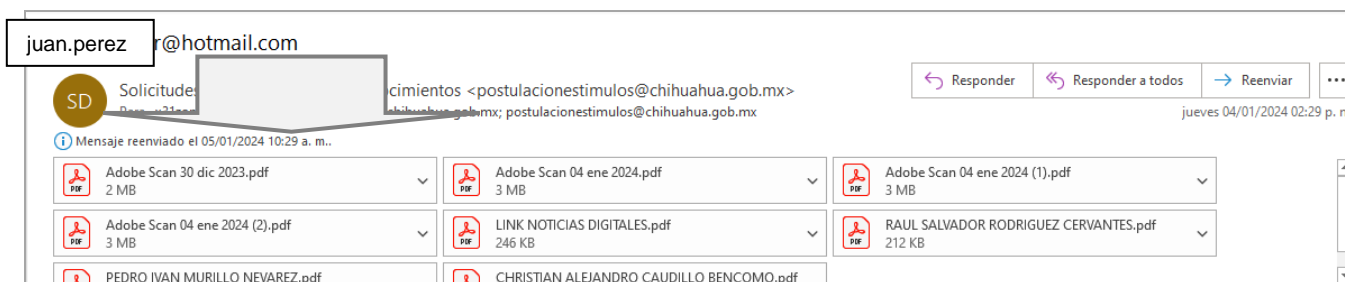 juan.perez r@hotmail.com
SD
Solicitudes cimientos <postulacionestimulos@chihuahua.gob.mx>
Responder
Responder a todos
Reenviar
chihuahua.gob.mx; postulacionestimulos@chihuahua.gob.mx
jueves 04/01/2024 02:29 p.
Mensaje reenviado el 05/01/2024 10:29 a. m..
Adobe Scan 30 dic 2023.pdf
2 MB
Adobe Scan 04 ene 2024.pdf
3 MB
Adobe Scan 04 ene 2024 (1).pdf
3 MB
Adobe Scan 04 ene 2024 (2).pdf
3 MB
LINK NOTICIAS DIGITALES.pdf
246 KB
RAUL SALVADOR RODRIGUEZ CERVANTES.pdf
212 KB
PEDRO IVAN MURILLO NEVAREZ.pdf
CHRISTIAN ALEJANDRO CAUDILLO BENCOMO.pdf